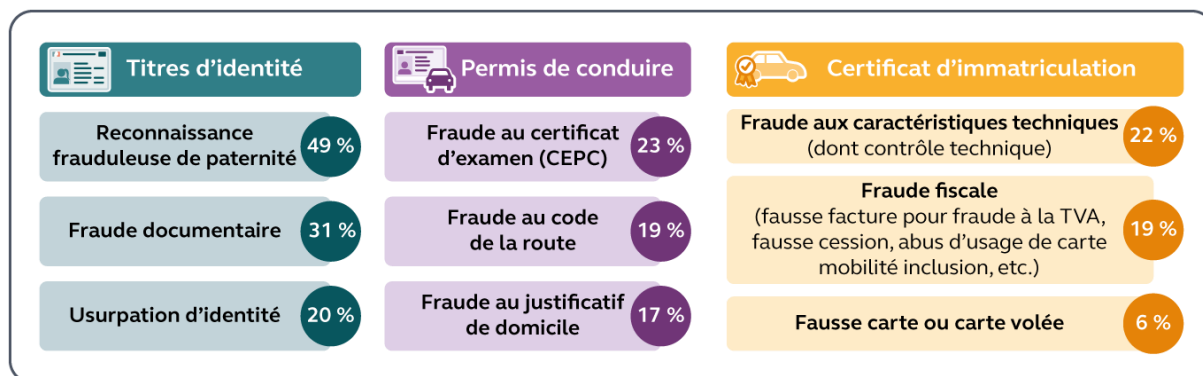 Titres d'identité
Reconnaissance
frauduleuse de paternité
49 %
Fraude documentaire
31 %
Usurpation d'identité
20 %
Permis de conduire
Fraude au certificat
d'examen (CEPC)
23 %
Fraude au code
de la route
19 %
Fraude au justificatif
de domicile
17 %
Certificat d'immatriculation
Fraude aux caractéristiques techniques
(dont contrôle technique)
22 %
Fraude fiscale
(fausse facture pour fraude à la TVA,
fausse cession, abus d'usage de carte
mobilité inclusion, etc.)
19 %
Fausse carte ou carte volée
6 %